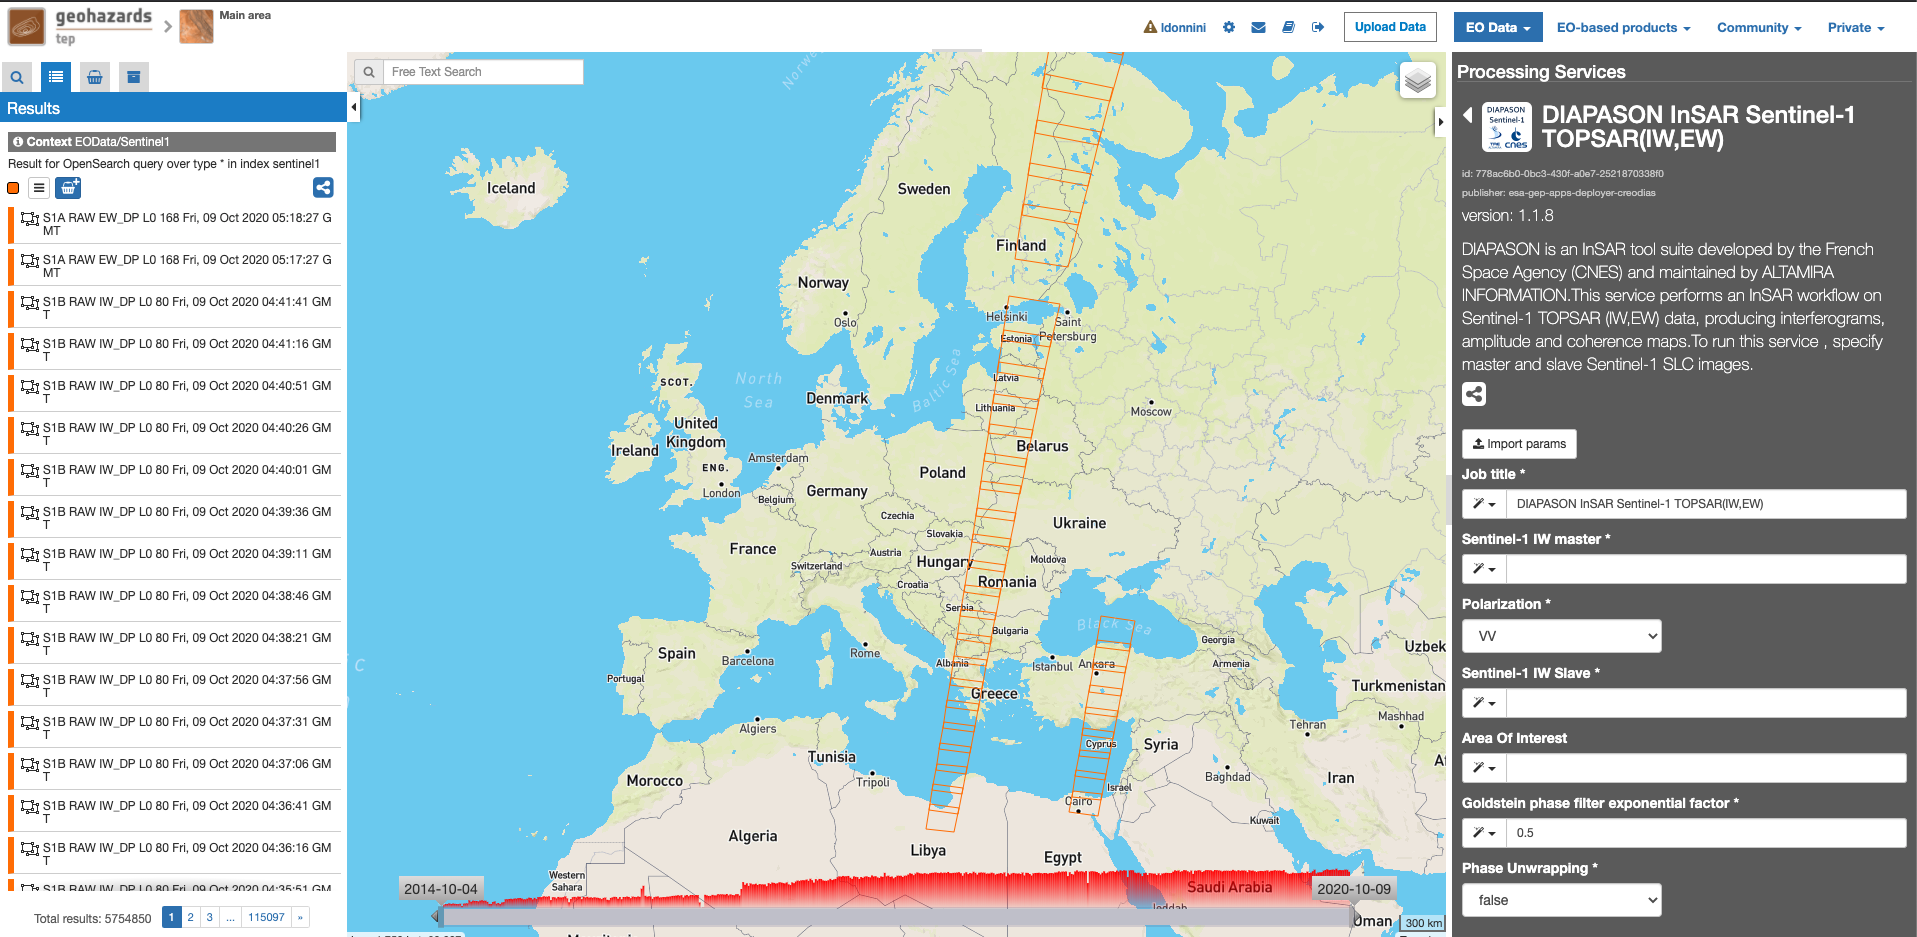 geohazards
tep
Main area
ldonnini
Upload Data
EO Data
EO-based products
Community
Private
Results
Context EOData/Sentinel1
Result for OpenSearch query over type * in index sentinel1
S1A RAW EW_DP L0 168 Fri, 09 Oct 2020 05:18:27 G
MT
S1A RAW EW_DP L0 168 Fri, 09 Oct 2020 05:17:27 G
MT
S1B RAW IW_DP L0 80 Fri, 09 Oct 2020 04:41:41 GM
T
S1B RAW IW_DP L0 80 Fri, 09 Oct 2020 04:41:16 GM
T
S1B RAW IW_DP L0 80 Fri, 09 Oct 2020 04:40:51 GM
T
S1B RAW IW_DP L0 80 Fri, 09 Oct 2020 04:40:26 GM
T
S1B RAW IW_DP L0 80 Fri, 09 Oct 2020 04:40:01 GM
T
S1B RAW IW_DP L0 80 Fri, 09 Oct 2020 04:39:36 GM
T
S1B RAW IW_DP L0 80 Fri, 09 Oct 2020 04:39:11 GM
T
S1B RAW IW_DP L0 80 Fri, 09 Oct 2020 04:38:46 GM
T
S1B RAW IW_DP L0 80 Fri, 09 Oct 2020 04:38:21 GM
T
S1B RAW IW_DP L0 80 Fri, 09 Oct 2020 04:37:56 GM
T
S1B RAW IW_DP L0 80 Fri, 09 Oct 2020 04:37:31 GM
T
S1B RAW IW_DP L0 80 Fri, 09 Oct 2020 04:37:06 GM
T
S1B RAW IW_DP L0 80 Fri, 09 Oct 2020 04:36:41 GM
T
S1B RAW IW_DP L0 80 Fri, 09 Oct 2020 04:36:16 GM
T
S1B RAW IW_DP L0 80 Fri, 09 Oct 2020 04:35:51 GM
Total results: 5754850
1 2 3 ... 115097 »
Free Text Search
Iceland
Sweden
Finland
Norway
Oslo
Helsinki
Saint
Petersburg
Estonia
Latvia
Lithuania
Baltic Sea
North
Sea
SCOT.
Denmark
Moscow
United
Kingdom
Ireland
ENG.
London
Amsterdam
Belgium
Germany
Poland
Belarus
Czechia
Slovakia
Ukraine
France
Austria
Switzerland
Hungary
Moldova
Croatia
Romania
Serbia
Black Sea
Bulgaria
Georgia
Spain
Barcelona
Rome
Albania
Istanbul
Ankara
Armenia
Uzbek
Portugal
Greece
Turkmenistan
Algiers
Tehran
Mashhad
Tunisia
Cyprus
Syria
Morocco
Tripoli
Baghdad
Iran
Israel
Cairo
Kuwait
Algeria
Libya
Egypt
Western
Sahara
Saudi Arabia
Jeddah
Oman
2014-10-04
2020-10-09
300 km
Processing Services
DIAPASON
Sentinel-1
cnes
DIAPASON InSAR Sentinel-1
TOPSAR(IW,EW)
id: 778ac6b0-0bc3-430f-a0e7-2521870338f0
publisher: esa-gep-apps-deployer-creodias
version: 1.1.8
DIAPASON is an InSAR tool suite developed by the French
Space Agency (CNES) and maintained by ALTAMIRA
INFORMATION.This service performs an InSAR workflow on
Sentinel-1 TOPSAR (IW,EW) data, producing interferograms,
amplitude and coherence maps.To run this service , specify
master and slave Sentinel-1 SLC images.
Import params
Job title *
DIAPASON InSAR Sentinel-1 TOPSAR(IW,EW)
Sentinel-1 IW master *
Polarization *
VV
Sentinel-1 IW Slave *
Area Of Interest
Goldstein phase filter exponential factor *
0.5
Phase Unwrapping *
false